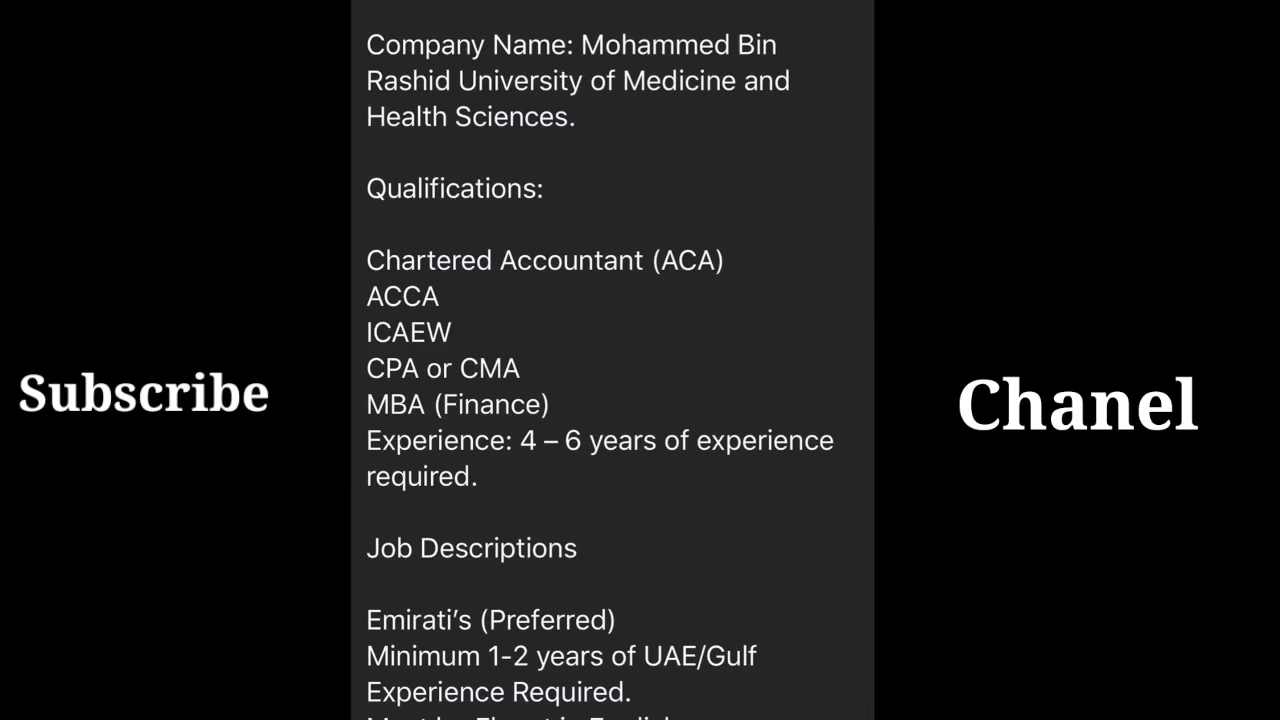 Company Name: Mohammed Bin
Rashid University of Medicine and
Health Sciences.
Qualifications:
Chartered Accountant (ACA)
ACCA
ICAEW
CPA or CMA
MBA (Finance)
Experience: 4 – 6 years of experience
required.
Job Descriptions
Emirati’s (Preferred)
Minimum 1-2 years of UAE/Gulf
Experience Required.
Subscribe
Chanel